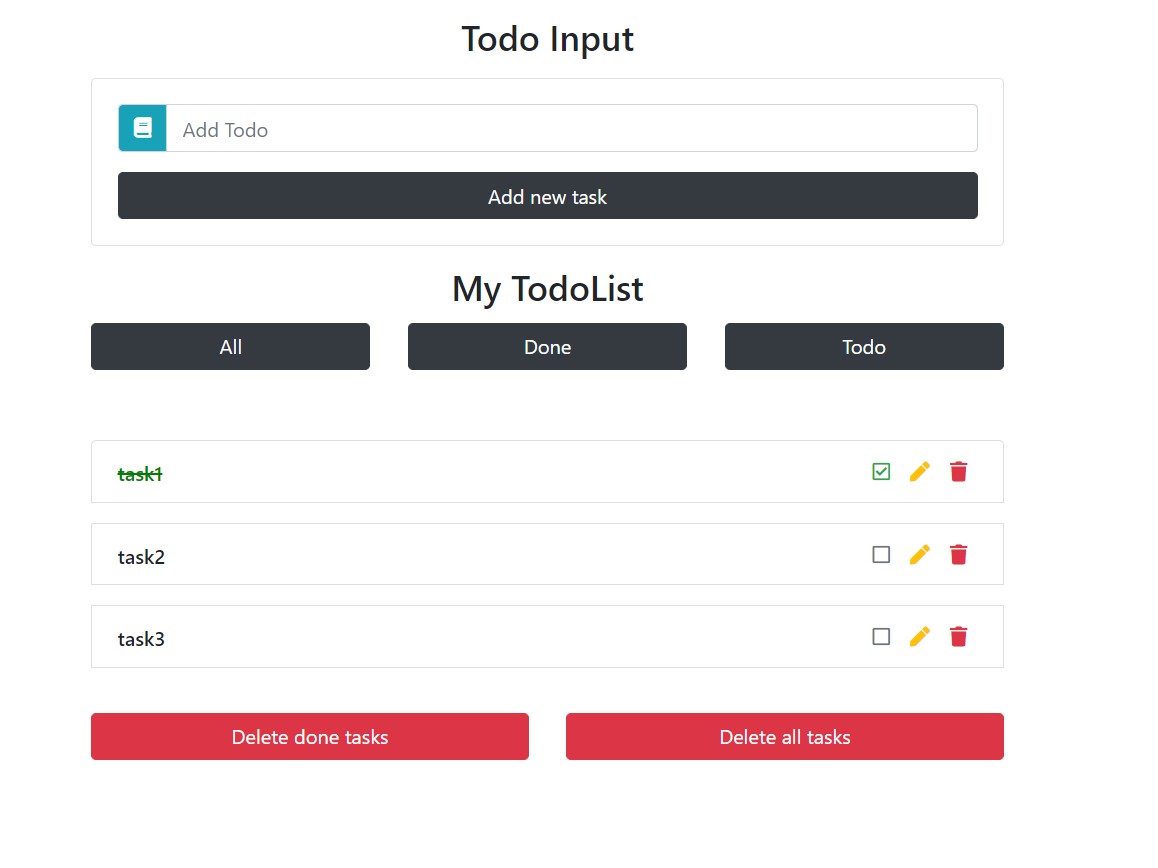 Todo Input
Add Todo
Add new task
My TodoList
All Done Todo
task1
task2
task3
Delete done tasks Delete all tasks